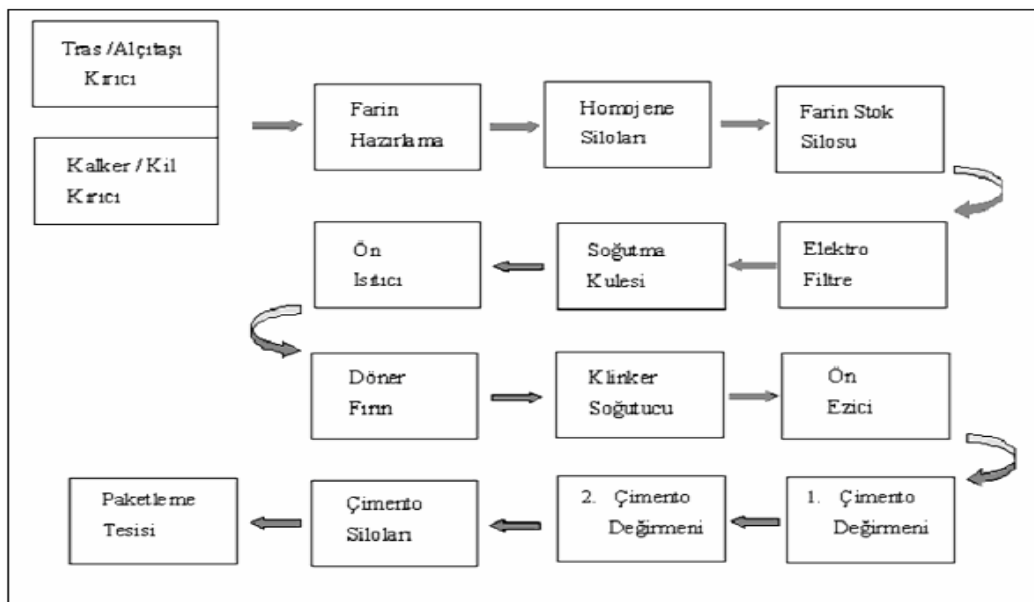 Tras /Alçıtaşı
Kırıcı
Kalker / Kil
Kırıcı
Farin
Hazırlama
Homojene
Siloları
Farin Stok
Silosu
Ön
Isıtıcı
Soğutma
Kulesi
Elektro
Filtre
Döner
Fırın
Klinker
Soğutucu
Ön
Ezici
Paketleme
Tesisi
Çimento
Siloları
2. Çimento
Değirmeni
1. Çimento
Değirmeni